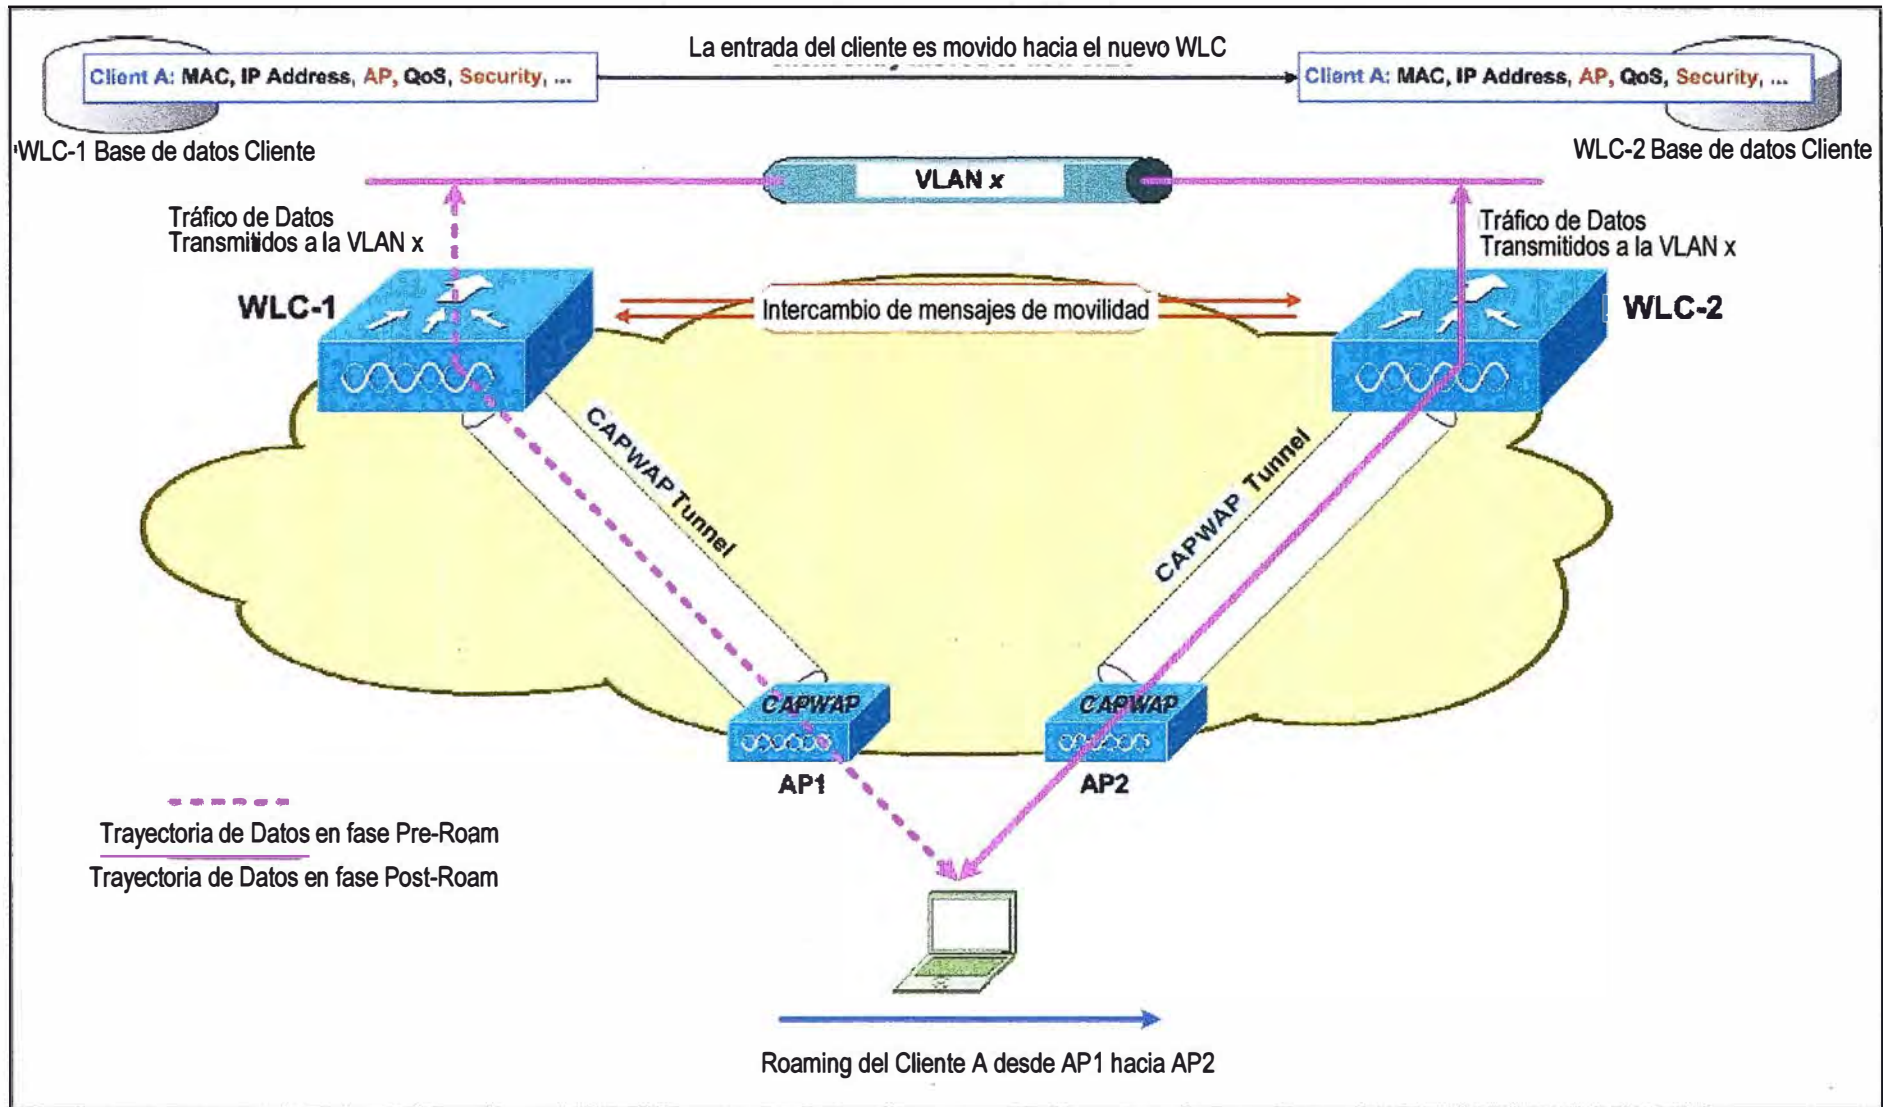 La entrada del cliente es movido hacia el nuevo WLC
Client A: MAC, IP Address, AP, QoS, Security, ...
Client A: MAC, IP Address, AP, QoS, Security, ...
WLC-1 Base de datos Cliente
WLC-2 Base de datos Cliente
VLAN x
Tráfico de Datos
Transmitidos a la VLAN x
Tráfico de Datos
Transmitidos a la VLAN x
WLC-1
Intercambio de mensajes de movilidad
WLC-2
CAPWAP Tunnel
CAPWAP Tunnel
CAPWAP
CAPWAP
AP1
AP2
Trayectoria de Datos en fase Pre-Roam
Trayectoria de Datos en fase Post-Roam
Roaming del Cliente A desde AP1 hacia AP2